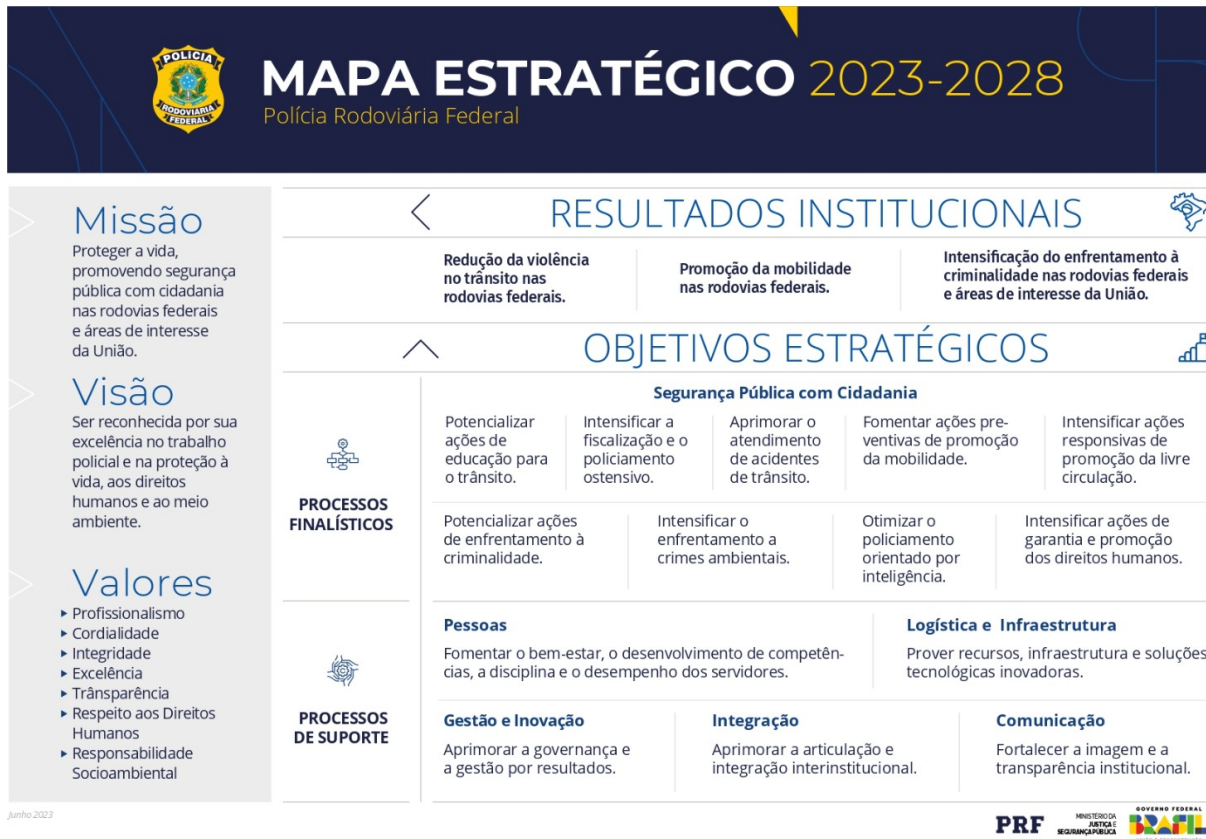 POLICIA
RODOVIÁRIA
FEDERAL
MAPA ESTRATÉGICO 2023-2028
Polícia Rodoviária Federal
Missão
Proteger a vida,
promovendo segurança
pública com cidadania
nas rodovias federais
e áreas de interesse
da União.
Visão
Ser reconhecida por sua
excelência no trabalho
policial e na proteção à
vida, aos direitos
humanos e ao meio
ambiente.
Valores
Profissionalismo
Cordialidade
Integridade
Excelência
Trânsparência
Respeito aos Direitos
Humanos
Responsabilidade
Socioambiental
RESULTADOS INSTITUCIONAIS
Redução da violência
no trânsito nas
rodovias federais.
Promoção da mobilidade
nas rodovias federais.
Intensificação do enfrentamento à
criminalidade nas rodovias federais
e áreas de interesse da União.
OBJETIVOS ESTRATÉGICOS
PROCESSOS
FINALÍSTICOS
Segurança Pública com Cidadania
Potencializar
ações de
educação para
o trânsito.
Intensificar a
fiscalização e o
policiamento
ostensivo.
Aprimorar o
atendimento
de acidentes
de trânsito.
Fomentar ações pre-
ventivas de promoção
da mobilidade.
Intensificar ações
responsivas de
promoção da livre
circulação.
Potencializar ações
de enfrentamento à
criminalidade.
Intensificar o
enfrentamento a
crimes ambientais.
Otimizar o
policiamento
orientado por
inteligência.
Intensificar ações de
garantia e promoção
dos direitos humanos.
PROCESSOS
DE SUPORTE
Pessoas
Fomentar o bem-estar, o desenvolvimento de competên-
cias, a disciplina e o desempenho dos servidores.
Logística e Infraestrutura
Prover recursos, infraestrutura e soluções
tecnológicas inovadoras.
Gestão e Inovação
Aprimorar a governança e
a gestão por resultados.
Integração
Aprimorar a articulação e
integração interinstitucional.
Comunicação
Fortalecer a imagem e a
transparência institucional.
Junho 2023
PRF
MINISTÉRIO DA
JUSTIÇA E
SEGURANÇA PÚBLICA
GOVERNO FEDERAL
BRASIL